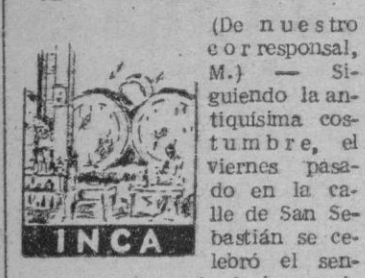 (De nuestro
corresponsal,
M.) — Si-
guiendo la an-
tiquísima cos-
tumbre, el
viernes pasa-
do en la ca-
lle de San Se-
bastián se ce-
lebró el sen-
INCA